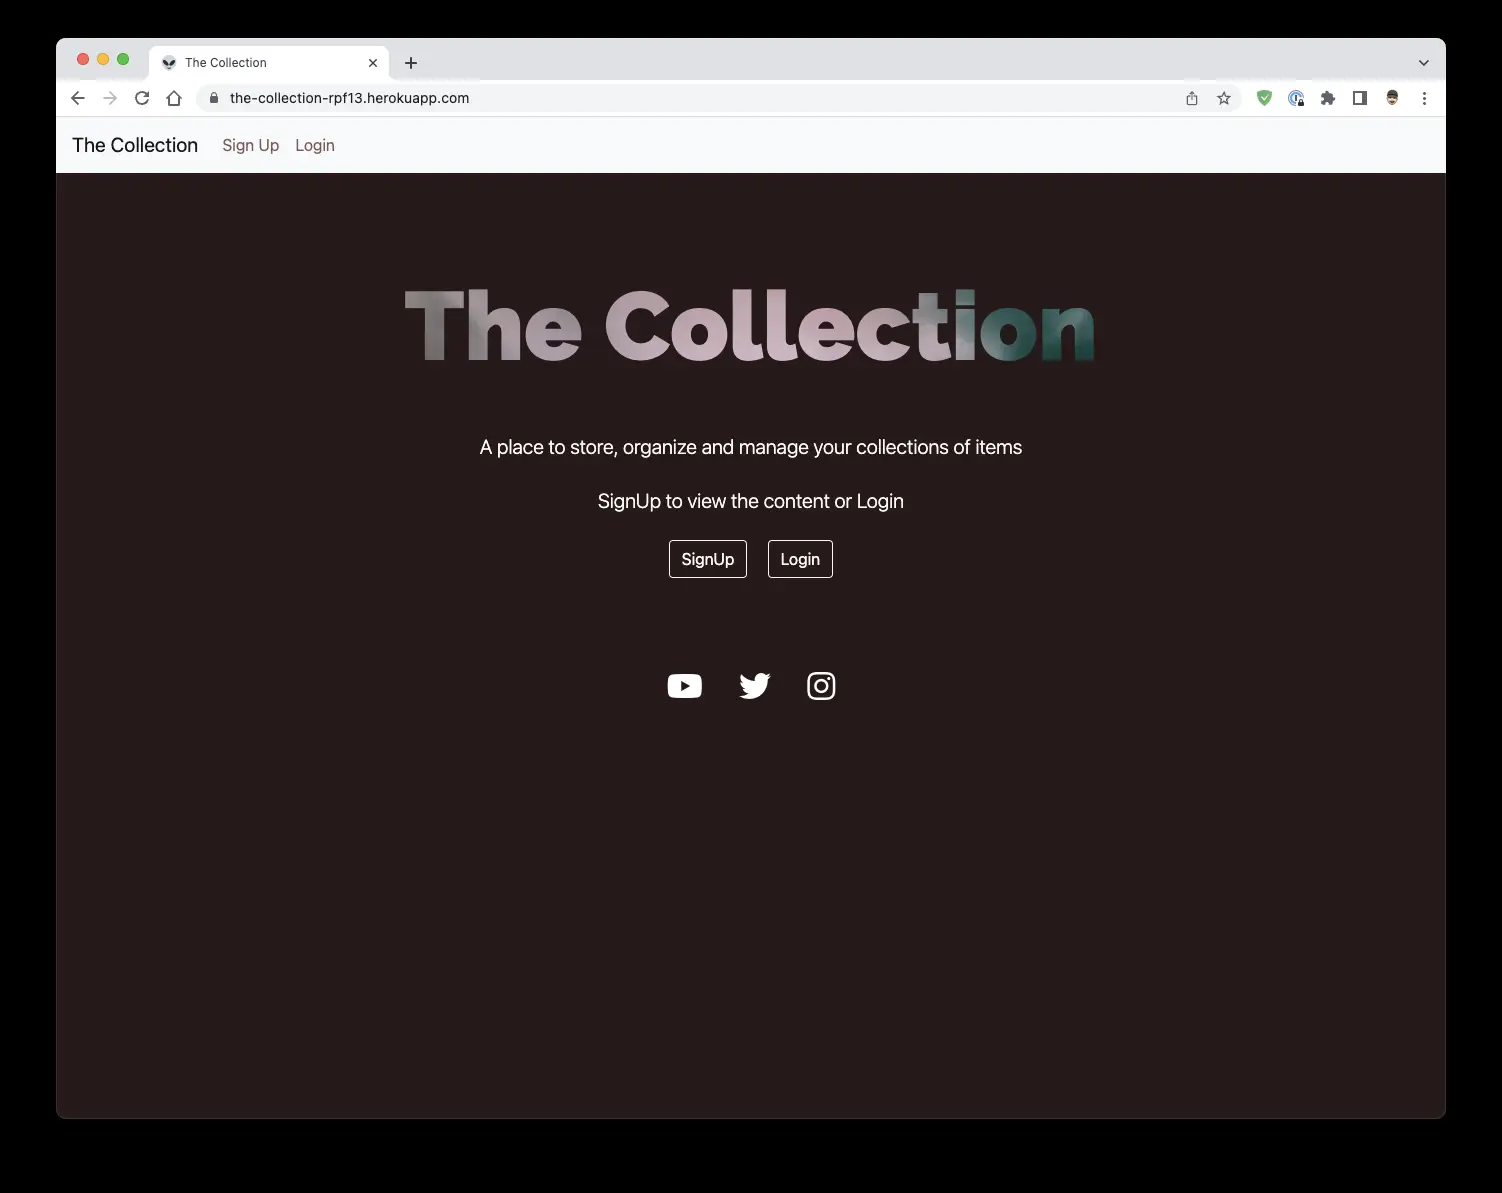 The Collection
the-collection-rpf13.herokuapp.com
The Collection Sign Up Login
The Collection
A place to store, organize and manage your collections of items
SignUp to view the content or Login
SignUp Login